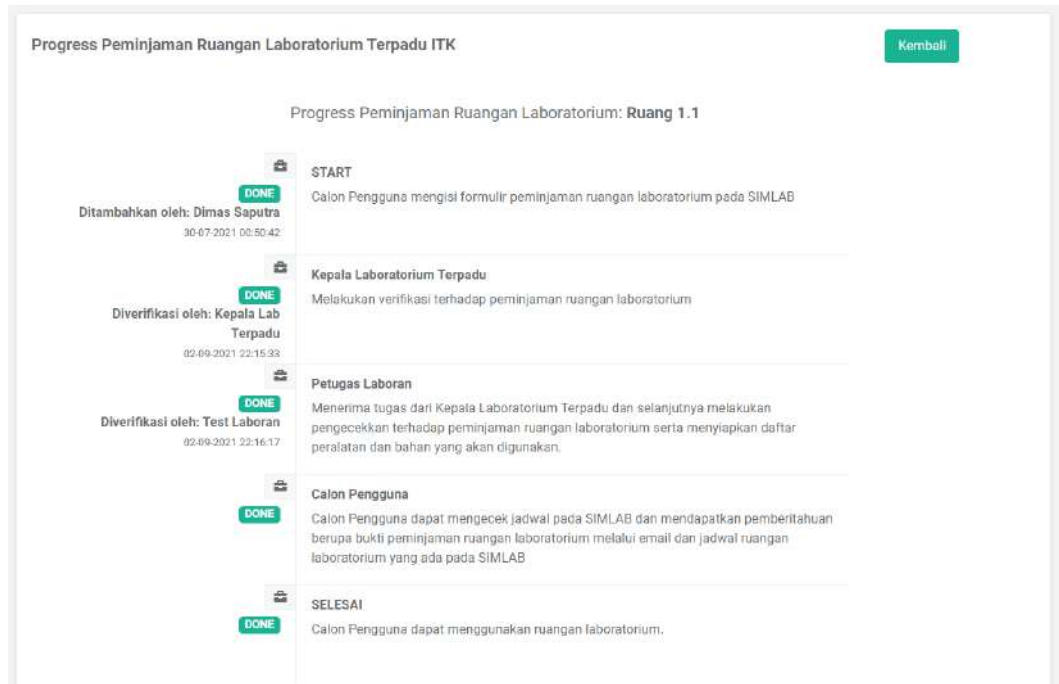 Progress Peminjaman Ruangan Laboratorium Terpadu ITK
Kembali
Progress Peminjaman Ruangan Laboratorium: Ruang 1.1
DONE
Ditambahkan oleh: Dimas Saputra
30-07-2021 00:50:42
START
Calon Pengguna mengisi formulir peminjaman ruangan laboratorium pada SIMLAB
DONE
Diverifikasi oleh: Kepala Lab
Terpadu
02-09-2021 22:15:33
Kepala Laboratorium Terpadu
Melakukan verifikasi terhadap peminjaman ruangan laboratorium
DONE
Diverifikasi oleh: Test Laboran
02-09-2021 22:16:17
Petugas Laboran
Menerima tugas dari Kepala Laboratorium Terpadu dan selanjutnya melakukan
pengecekkan terhadap peminjaman ruangan laboratorium serta menyiapkan daftar
peralatan dan bahan yang akan digunakan.
DONE
Calon Pengguna
Calon Pengguna dapat mengecek jadwal pada SIMLAB dan mendapatkan pemberitahuan
berupa bukti peminjaman ruangan laboratorium melalui email dan jadwal ruangan
laboratorium yang ada pada SIMLAB
DONE
SELESAI
Calon Pengguna dapat menggunakan ruangan laboratorium.